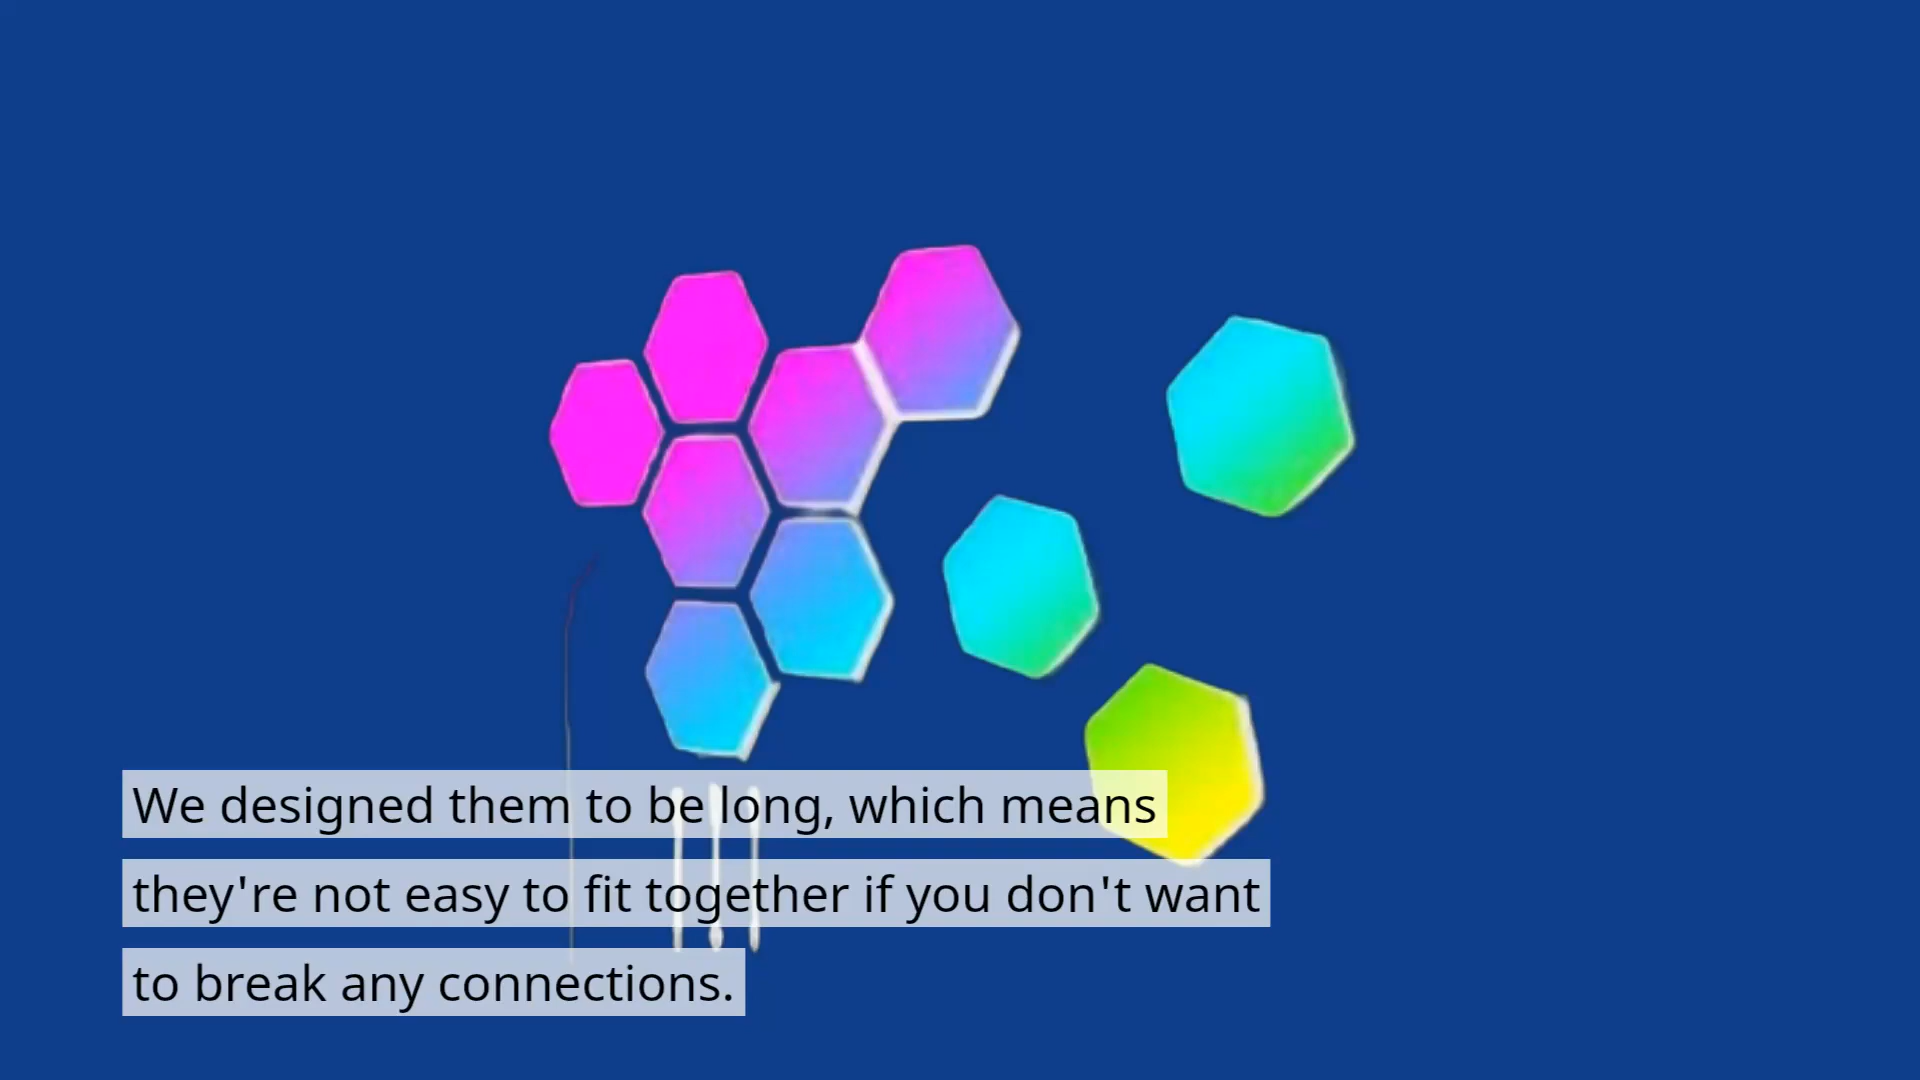 We designed them to be long, which means
they're not easy to fit together if you don't want
to break any connections.